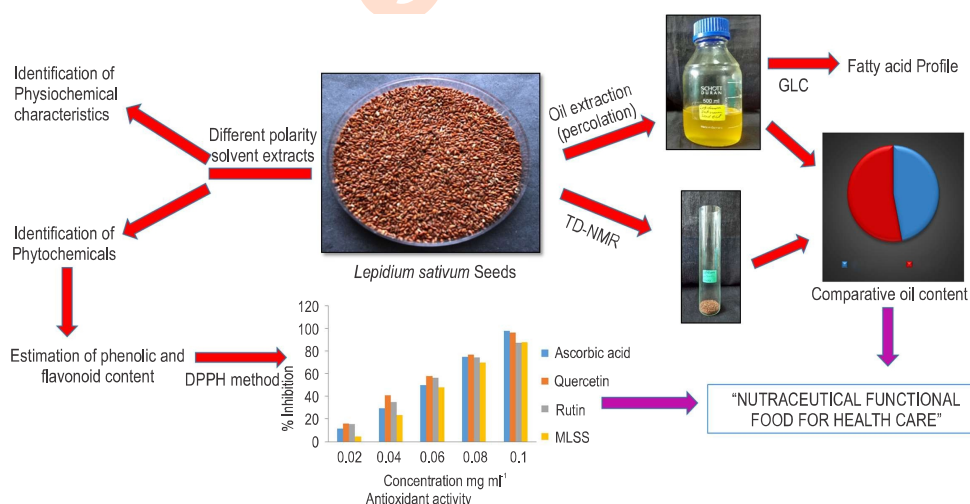 Identification of
Physiochemical
characteristics
Different polarity
solvent extracts
Identification of
Phytochemicals
Estimation of phenolic and
flavonoid content
DPPH method
Lepidium sativum Seeds
Oil extraction
(percolation)
TD-NMR
SCHOTT
DURAN
500 ml
GLC
Fatty acid Profile
Comparative oil content
"NUTRACEUTICAL FUNCTIONAL
FOOD FOR HEALTH CARE"
% Inhibition
120
100
80
60
40
20
0
0.02 0.04 0.06 0.08 0.1
Concentration mg ml⁻¹
Antioxidant activity
Ascorbic acid
Quercetin
Rutin
MLSS